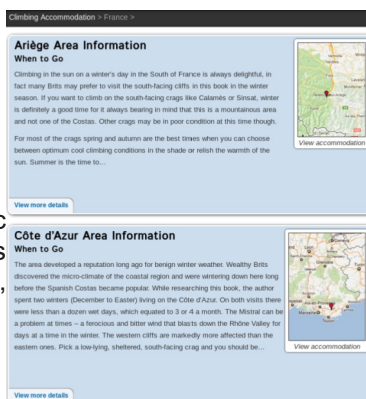 Climbing Accommodation > France >
Ariège Area Information
When to Go
Climbing in the sun on a winter's day in the South of France is always delightful, in
fact many Brits may prefer to visit the south-facing cliffs in this book in the winter
season. If you want to climb on the south-facing crags like Calamès or Sinsat, winter
is definitely a good time for it always bearing in mind that this is a mountainous area
and not one of the Costas. Other crags may be in poor condition at this time though.
For most of the crags spring and autumn are the best times when you can choose
between optimum cool climbing conditions in the shade or relish the warmth of the
sun. Summer is the time to...
View accommodation
View more details
Côte d'Azur Area Information
When to Go
The area developed a reputation long ago for benign winter weather. Wealthy Brits
discovered the micro-climate of the coastal region and were wintering down here long
before the Spanish Costas became popular. While researching this book, the author
spent two winters (December to Easter) living on the Côte d'Azur. On both visits there
were less than a dozen wet days, which equated to 3 or 4 a month. The Mistral can be
a problem at times – a ferocious and bitter wind that blasts down the Rhône Valley for
days at a time in the winter. The western cliffs are markedly more affected than the
eastern ones. Pick a low-lying, sheltered, south-facing crag and you should be...
View accommodation
View more details